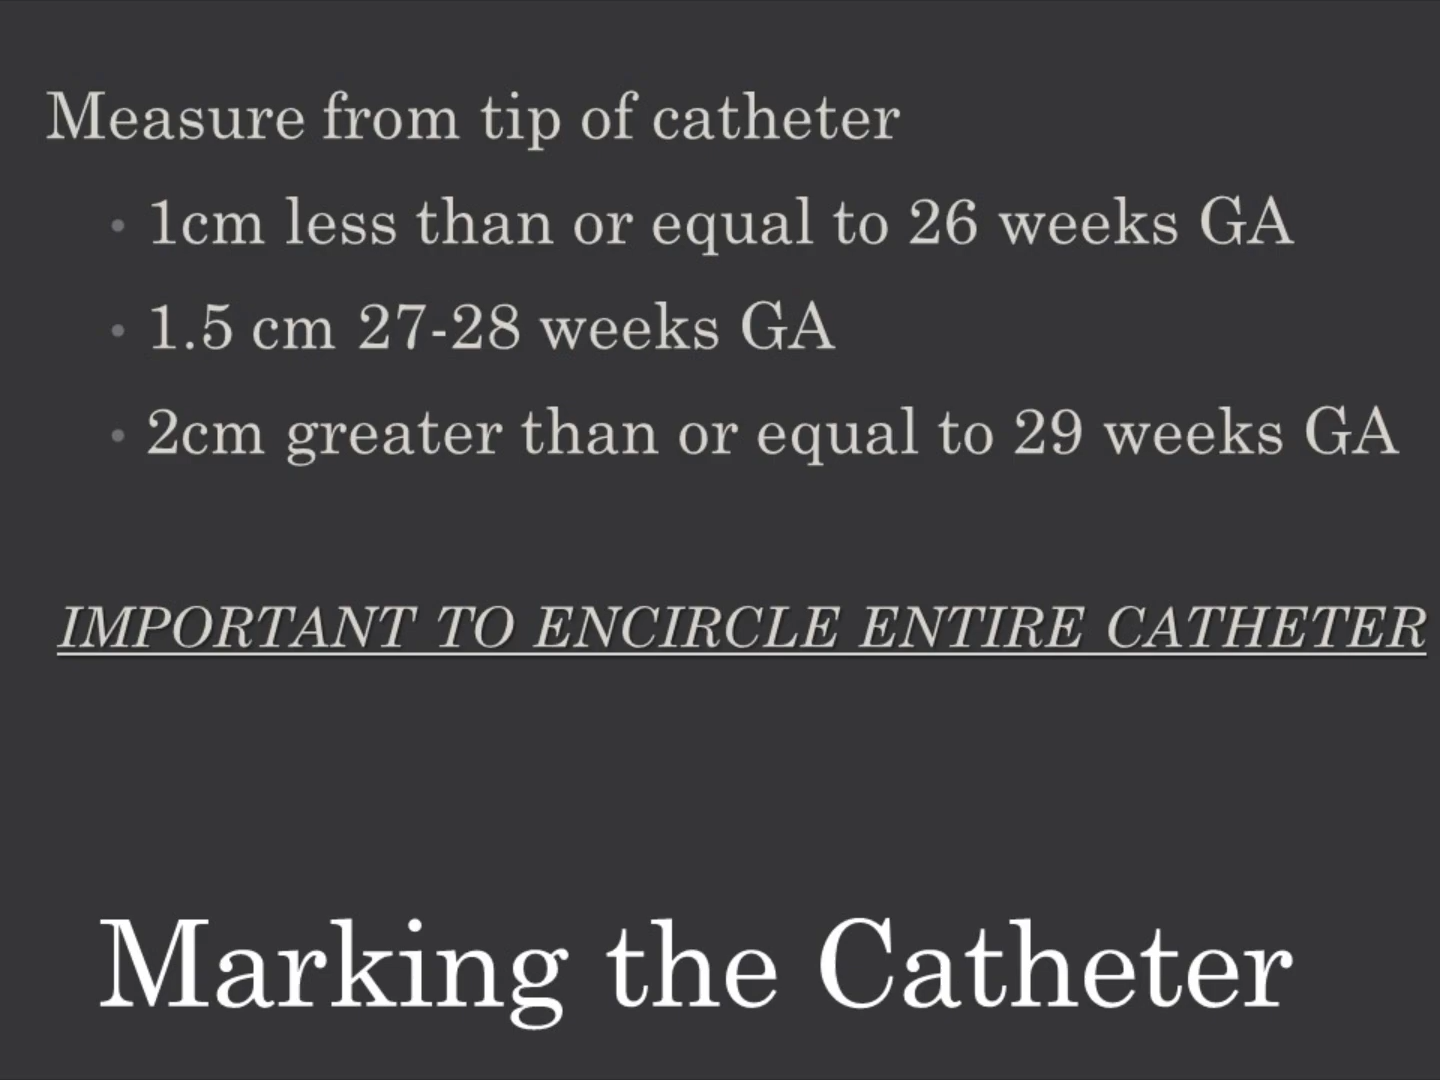 Measure from tip of catheter
• 1cm less than or equal to 26 weeks GA
• 1.5 cm 27-28 weeks GA
• 2cm greater than or equal to 29 weeks GA
IMPORTANT TO ENCIRCLE ENTIRE CATHETER
Marking the Catheter